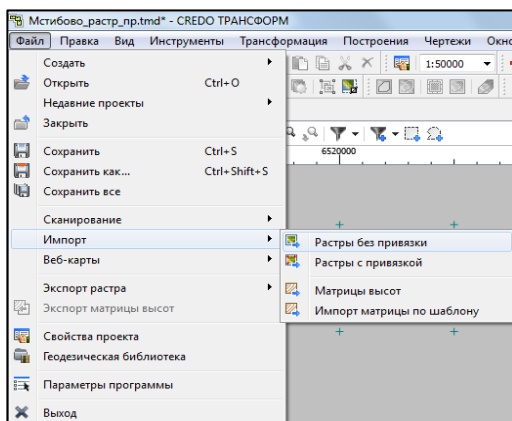 Мстибово_растр_пр.tmd* - CREDO ТРАНСФОРМ
Файл Правка Вид Инструменты Трансформация Построения Чертежи Окно
Создать
Открыть Ctrl+O
1:50000
Недавние проекты
Закрыть
Сохранить Ctrl+S
6520000
Сохранить как... Ctrl+Shift+S
Сохранить все
Сканирование
Импорт
Растры без привязки
Веб-карты
Растры с привязкой
Экспорт растра
Матрицы высот
Экспорт матрицы высот
Импорт матрицы по шаблону
Свойства проекта
Геодезическая библиотека
Параметры программы
Выход